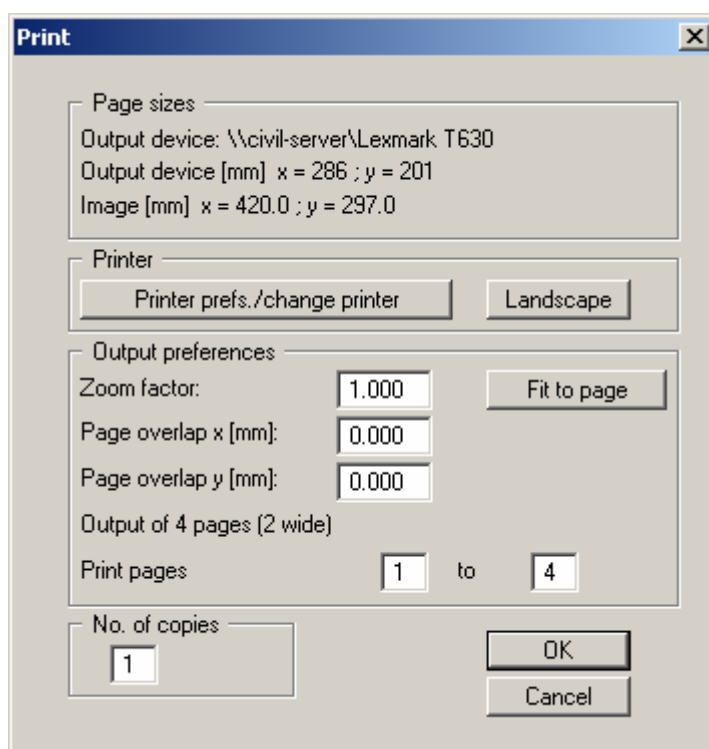 Print
Page sizes
Output device: \\civil-server\Lexmark T630
Output device [mm] x = 286 ; y = 201
Image [mm] x = 420.0 ; y = 297.0
Printer
Printer prefs./change printer Landscape
Output preferences
Zoom factor: 1.000 Fit to page
Page overlap x [mm]: 0.000
Page overlap y [mm]: 0.000
Output of 4 pages (2 wide)
Print pages 1 to 4
No. of copies
1
OK
Cancel